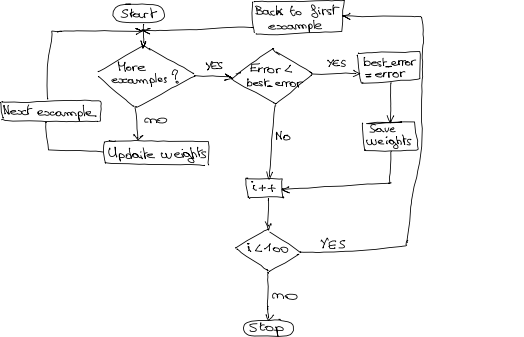 Start
Back to first
example
More
examples?
YES
Error <
best_error
YES
best_error
= error
Next example
no
Update weights
No
Save
weights
i++
i<100
YES
no
Stop